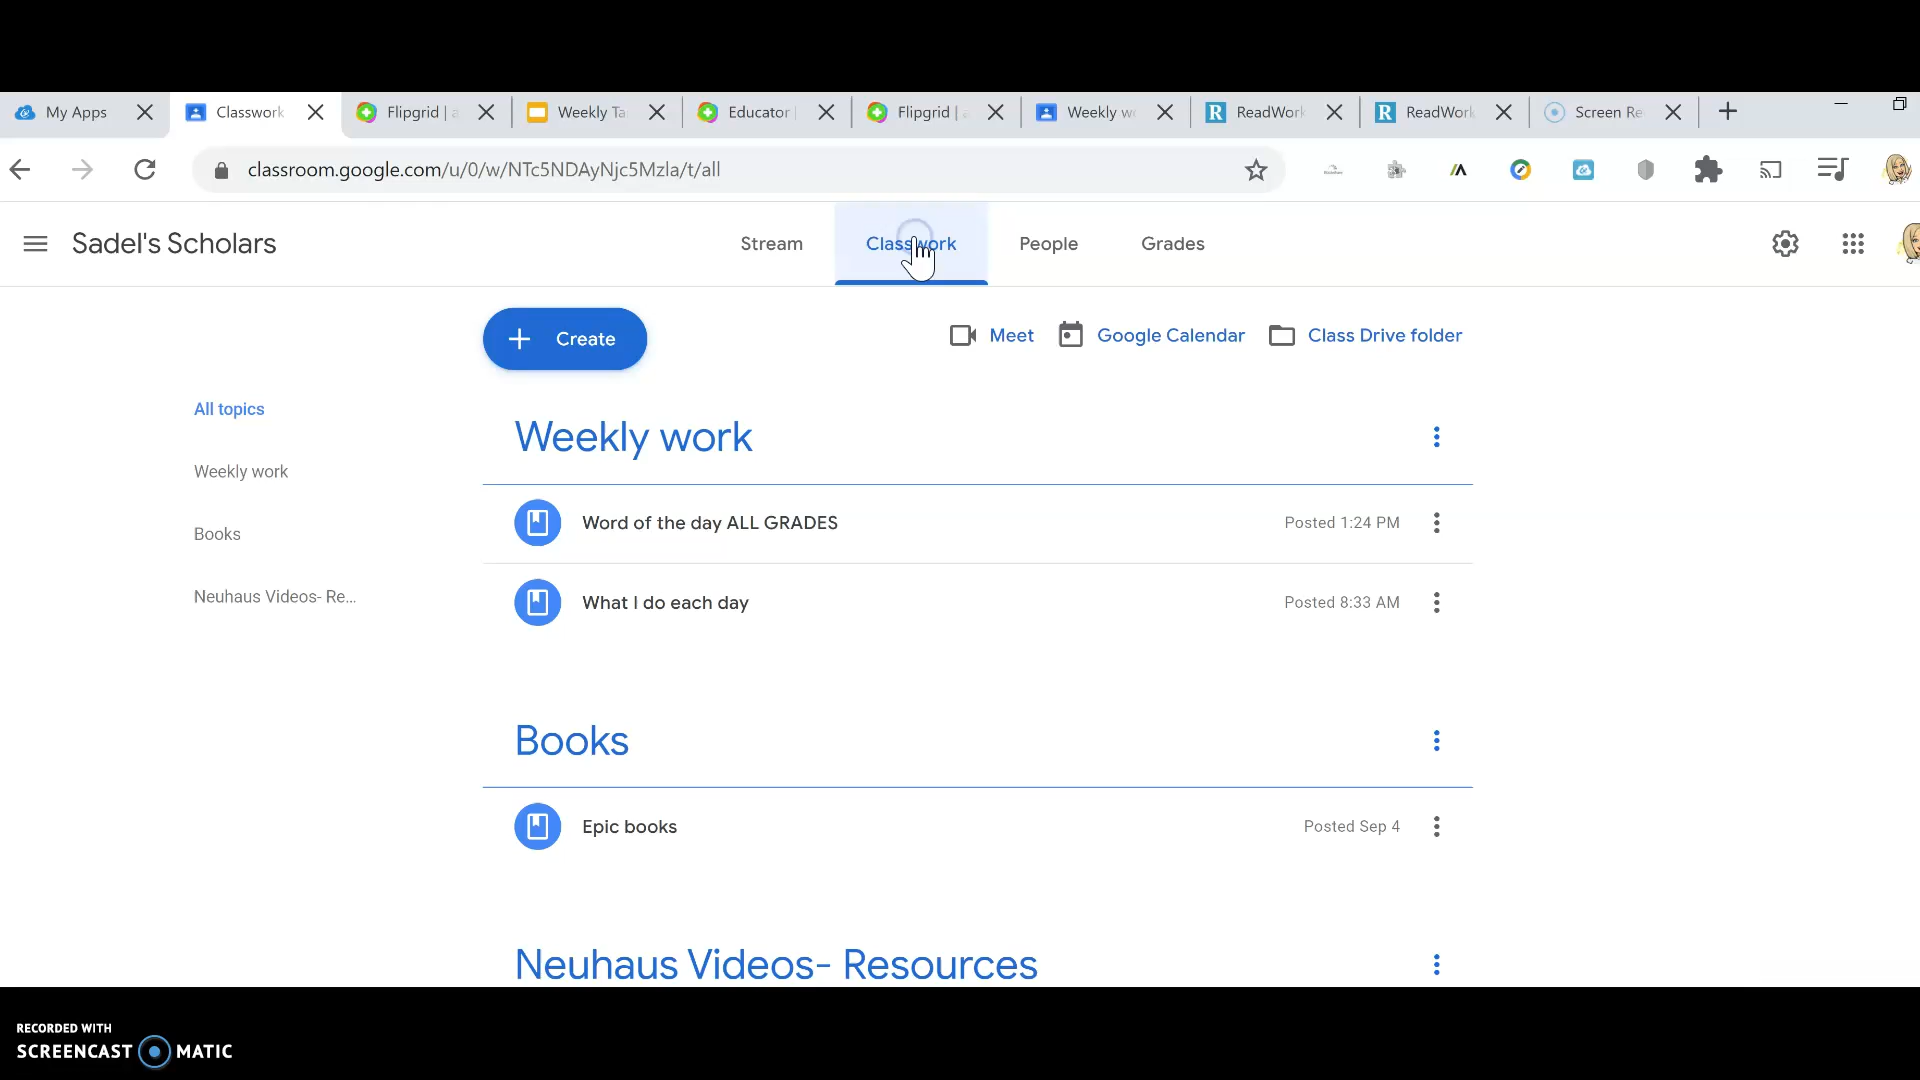 My Apps
Classwork
Flipgrid | a
Weekly Ta
Educator
Flipgrid |
Weekly w
ReadWork
ReadWork
Screen Re
classroom.google.com/u/0/w/NTc5NDAyNjc5Mzla/t/all
Sadel's Scholars
Stream
Classwork
People
Grades
Create
Meet
Google Calendar
Class Drive folder
All topics
Weekly work
Books
Neuhaus Videos- Re...
Weekly work
Word of the day ALL GRADES
Posted 1:24 PM
What I do each day
Posted 8:33 AM
Books
Epic books
Posted Sep 4
Neuhaus Videos- Resources
RECORDED WITH
SCREENCAST MATIC